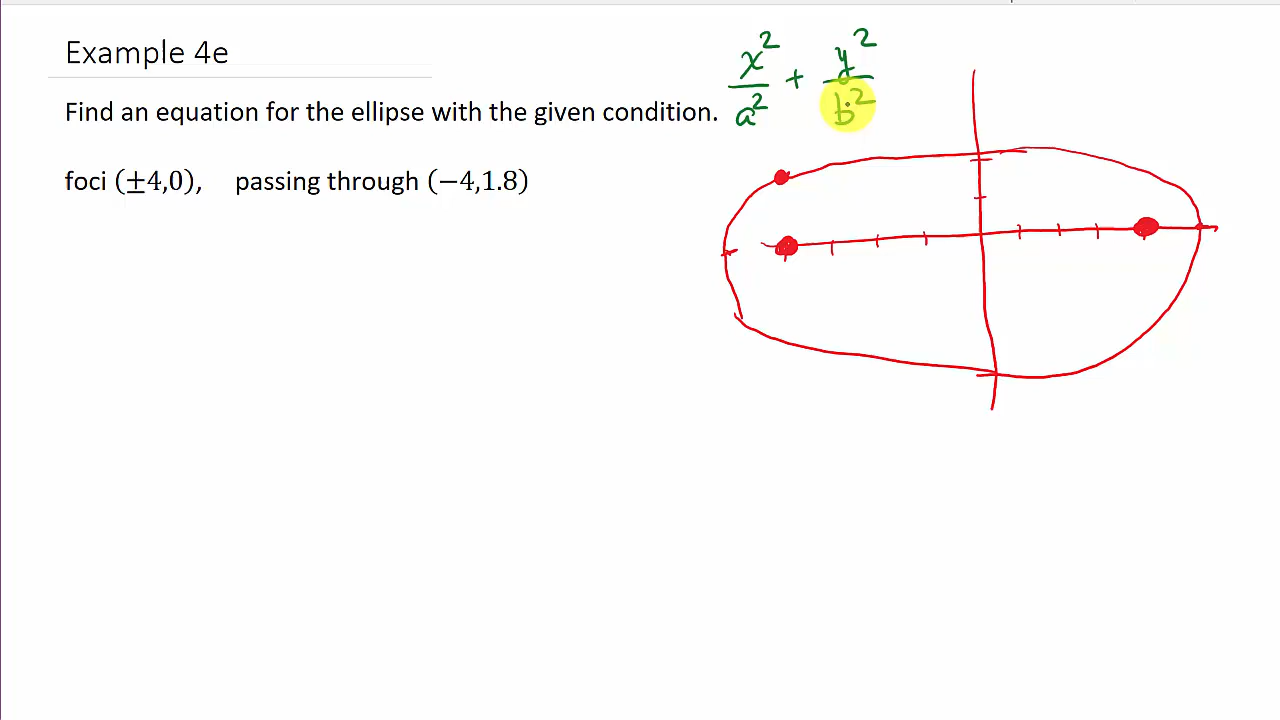 Example 4e
Find an equation for the ellipse with the given condition.
foci (±4,0), passing through (−4,1.8)
x²/a² + y²/b²